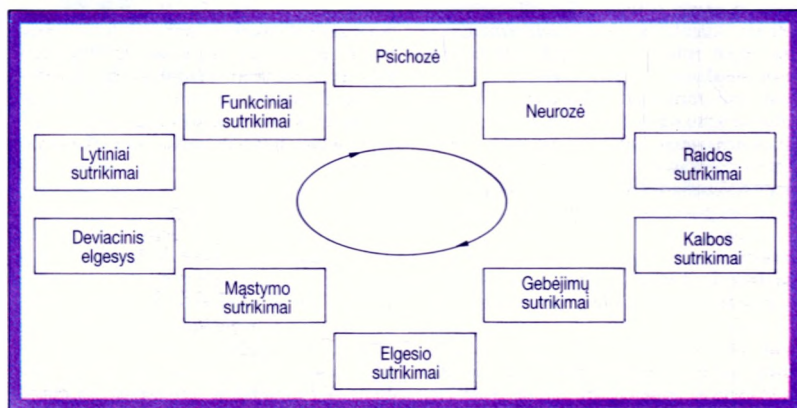 Psichozė
Funkciniai
sutrikimai
Neurozė
Lytiniai
sutrikimai
Raidos
sutrikimai
Deviacinis
elgesys
Kalbos
sutrikimai
Mąstymo
sutrikimai
Gebėjimų
sutrikimai
Elgesio
sutrikimai